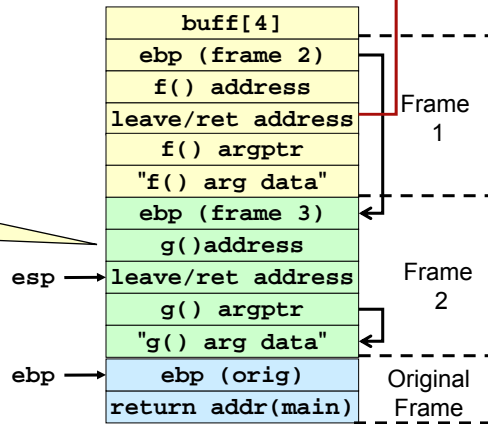 buff[4]
ebp (frame 2)
f() address
leave/ret address
f() argptr
"f() arg data"
Frame
1
ebp (frame 3)
g()address
esp
leave/ret address
g() argptr
"g() arg data"
Frame
2
ebp
ebp (orig)
return addr(main)
Original
Frame